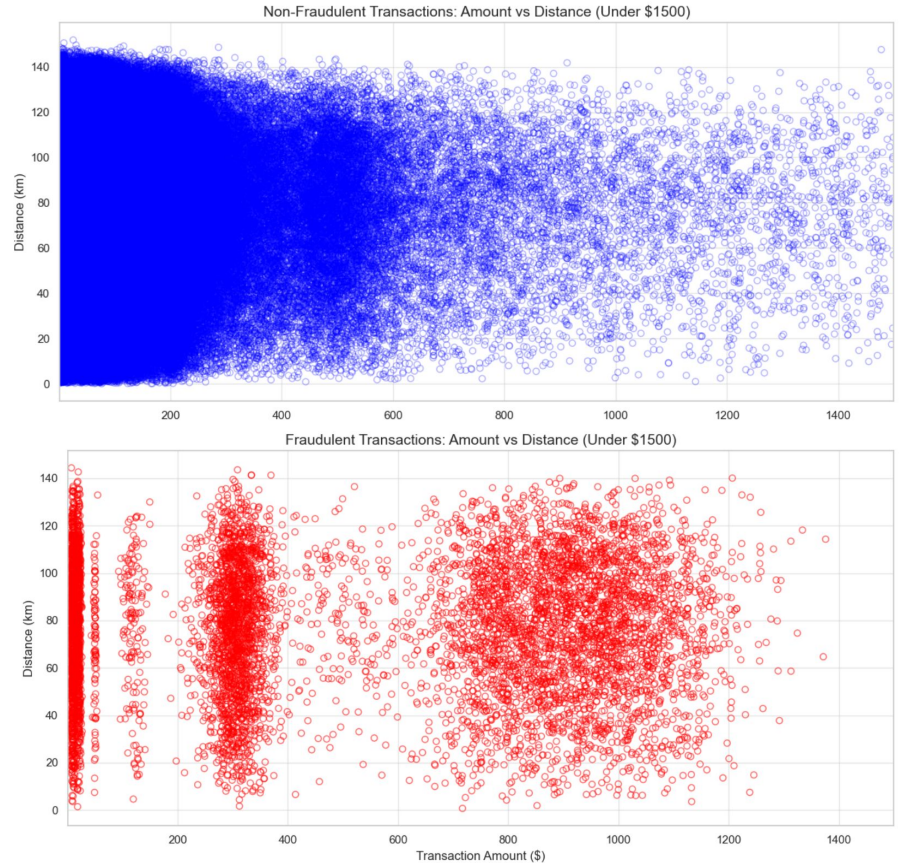 Non-Fraudulent Transactions: Amount vs Distance (Under $1500)
140
120
100
80
60
40
20
0
Distance (km)
200 400 600 800 1000 1200 1400
Fraudulent Transactions: Amount vs Distance (Under $1500)
140
120
100
80
60
40
20
0
Distance (km)
200 400 600 800 1000 1200 1400
Transaction Amount ($)